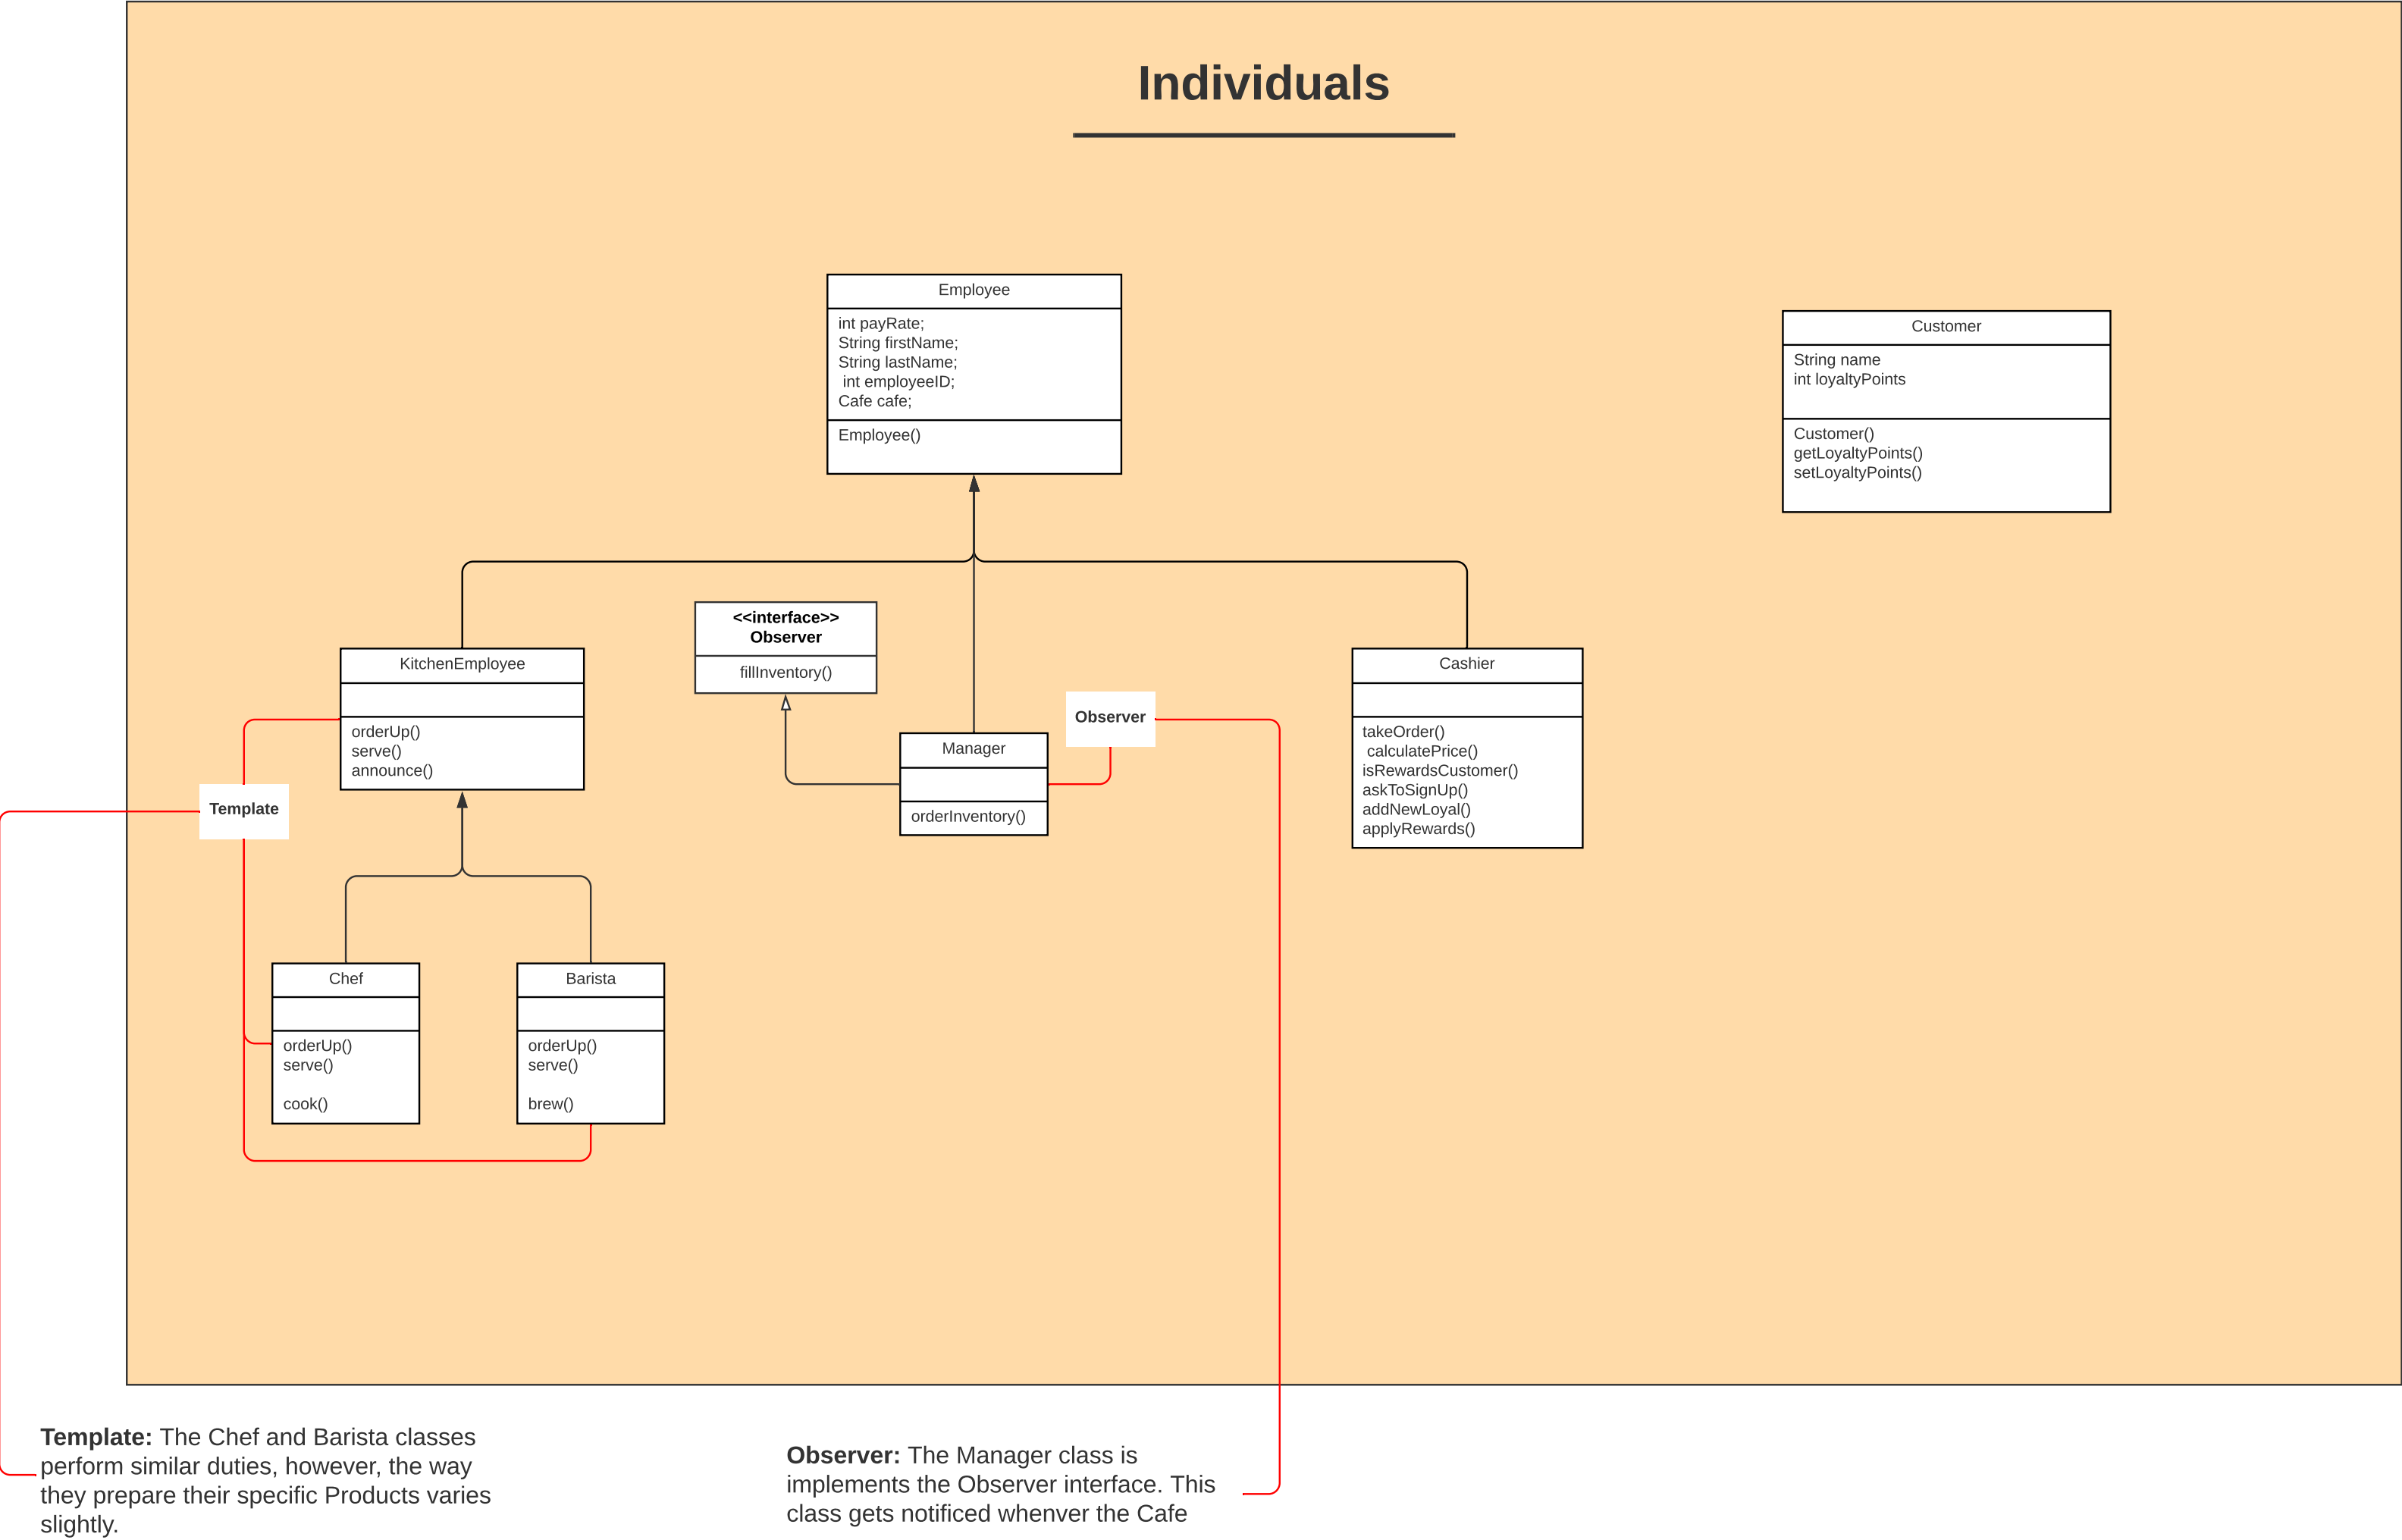 Individuals
Employee
int payRate;
String firstName;
String lastName;
int employeeID;
Cafe cafe;
Employee()
Customer
String name
int loyaltyPoints
Customer()
getLoyaltyPoints()
setLoyaltyPoints()
<<interface>>
Observer
fillInventory()
KitchenEmployee
orderUp()
serve()
announce()
Manager
orderInventory()
Observer
Cashier
takeOrder()
calculatePrice()
isRewardsCustomer()
askToSignUp()
addNewLoyal()
applyRewards()
Template
Chef
orderUp()
serve()
cook()
Barista
orderUp()
serve()
brew()
Template: The Chef and Barista classes
perform similar duties, however, the way
they prepare their specific Products varies
slightly.
Observer: The Manager class is
implements the Observer interface. This
class gets notificed whenver the Cafe